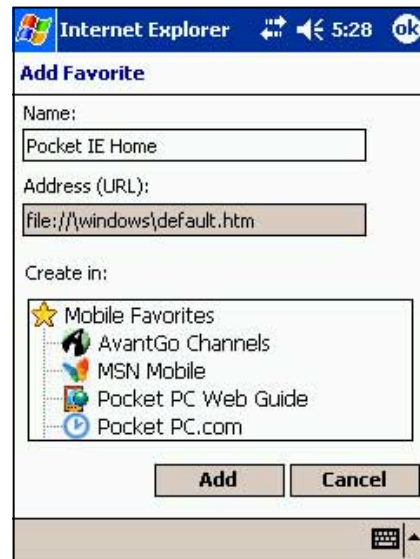 Internet Explorer 5:28 ok
Add Favorite
Name:
Pocket IE Home
Address (URL):
file://\windows\default.htm
Create in:
Mobile Favorites
AvantGo Channels
MSN Mobile
Pocket PC Web Guide
Pocket PC.com
Add Cancel